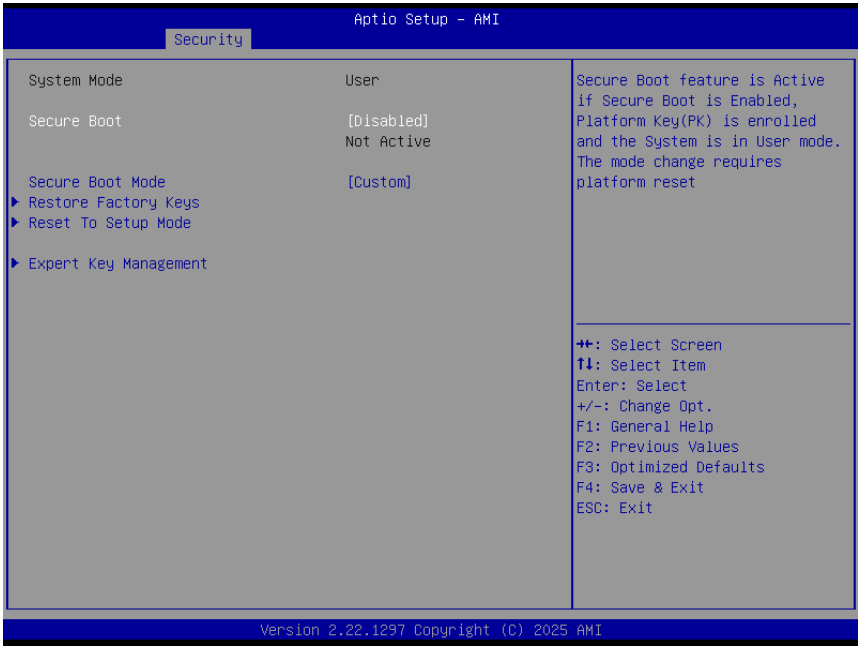 Aptio Setup – AMI
Security
System Mode User
Secure Boot [Disabled]
Not Active
Secure Boot Mode [Custom]
▶ Restore Factory Keys
▶ Reset To Setup Mode
▶ Expert Key Management
Secure Boot feature is Active
if Secure Boot is Enabled,
Platform Key(PK) is enrolled
and the System is in User mode.
The mode change requires
platform reset
→←: Select Screen
↑↓: Select Item
Enter: Select
+/-: Change Opt.
F1: General Help
F2: Previous Values
F3: Optimized Defaults
F4: Save & Exit
ESC: Exit
Version 2.22.1297 Copyright (C) 2025 AMI